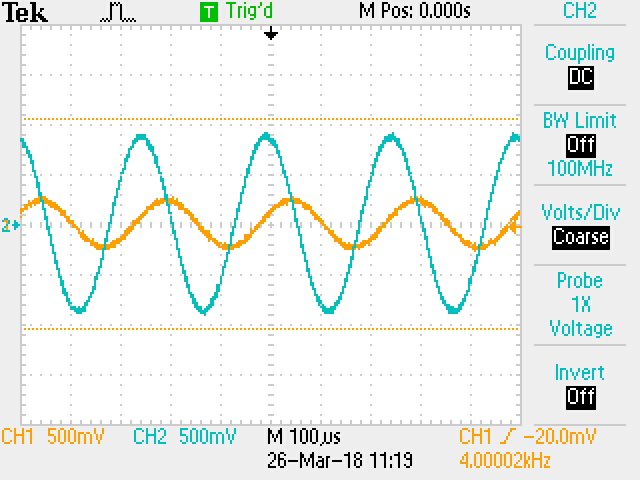 Tek T Trig'd M Pos: 0.000s CH2
Coupling
DC
BW Limit
Off
100MHz
Volts/Div
Coarse
Probe
1X
Voltage
Invert
Off
2
CH1 500mV CH2 500mV M 100µs CH1 -20.0mV
26-Mar-18 11:19 4.00002kHz